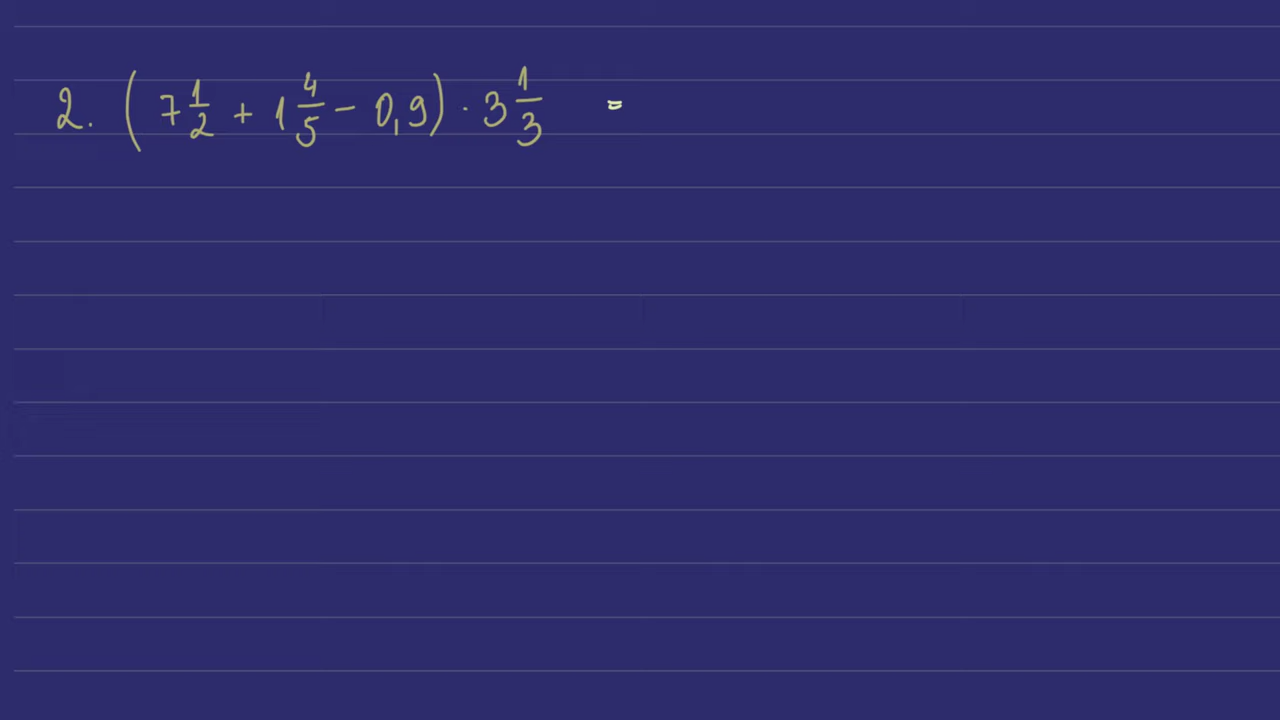 2. (7 1/2 + 1 4/5 - 0,9) · 3 1/3 =